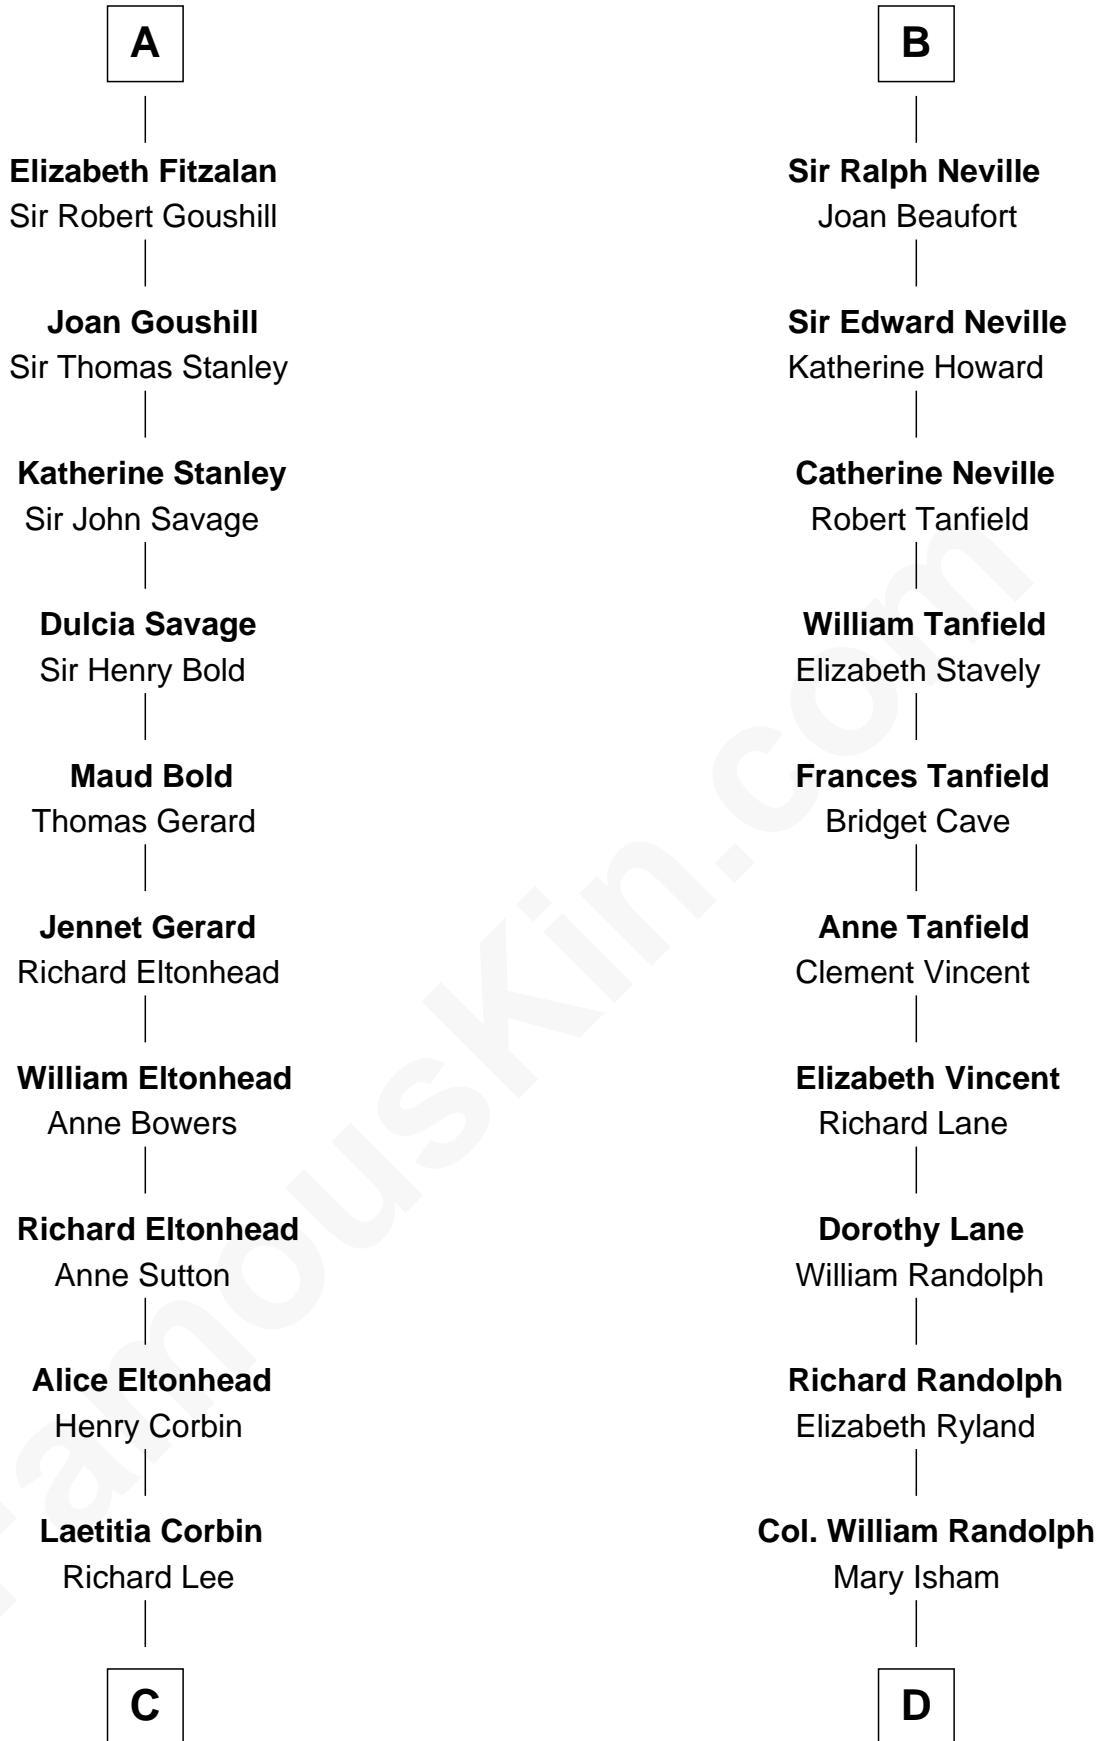 A
Elizabeth Fitzalan
Sir Robert Goushill
Joan Goushill
Sir Thomas Stanley
Katherine Stanley
Sir John Savage
Dulcia Savage
Sir Henry Bold
Maud Bold
Thomas Gerard
Jennet Gerard
Richard Eltonhead
William Eltonhead
Anne Bowers
Richard Eltonhead
Anne Sutton
Alice Eltonhead
Henry Corbin
Laetitia Corbin
Richard Lee
C
B
Sir Ralph Neville
Joan Beaufort
Sir Edward Neville
Katherine Howard
Catherine Neville
Robert Tanfield
William Tanfield
Elizabeth Stavely
Frances Tanfield
Bridget Cave
Anne Tanfield
Clement Vincent
Elizabeth Vincent
Richard Lane
Dorothy Lane
William Randolph
Richard Randolph
Elizabeth Ryland
Col. William Randolph
Mary Isham
D
FamousKin.com